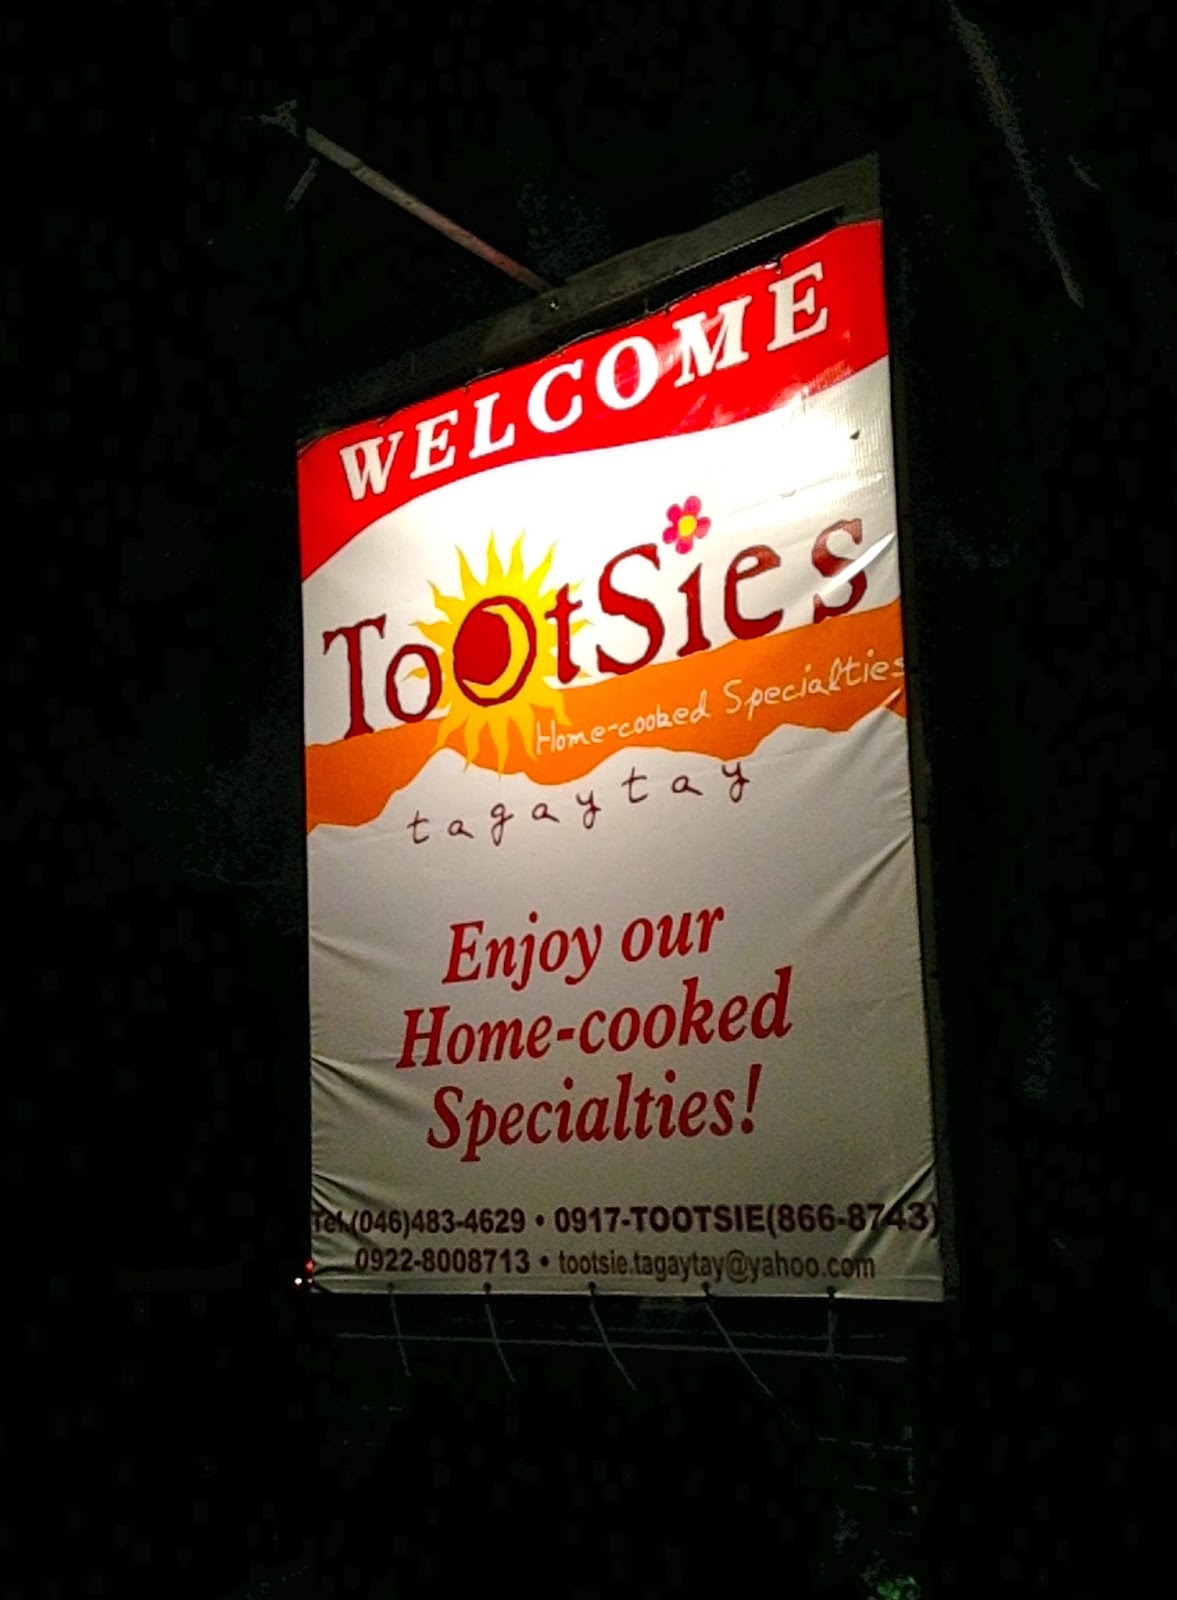 WELCOME
TootSies
Home-cooked Specialties
tagaytay
Enjoy our
Home-cooked
Specialties!
Tel.(046)483-4629 • 0917-TOOTSIE(866-8743)
0922-8008713 • tootsie.tagaytay@yahoo.com